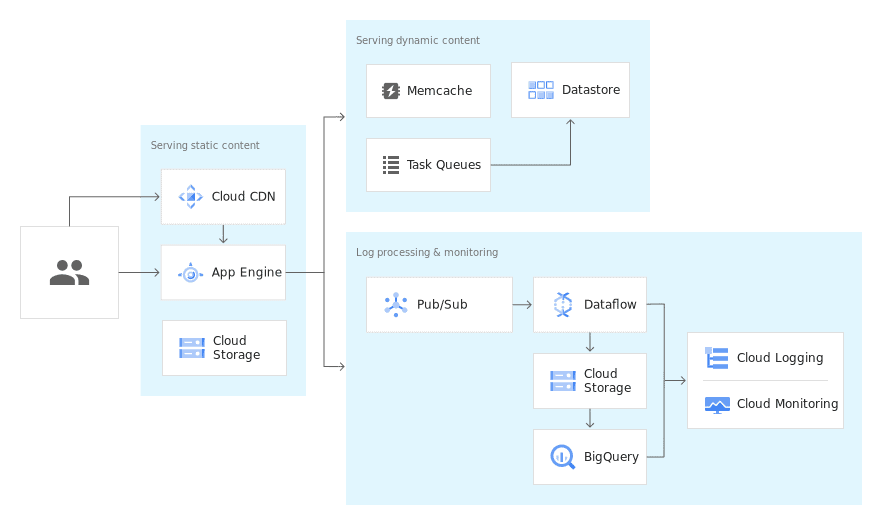 Serving dynamic content
Memcache
Datastore
Task Queues
Serving static content
Cloud CDN
App Engine
Cloud
Storage
Log processing & monitoring
Pub/Sub
Dataflow
Cloud
Storage
BigQuery
Cloud Logging
Cloud Monitoring